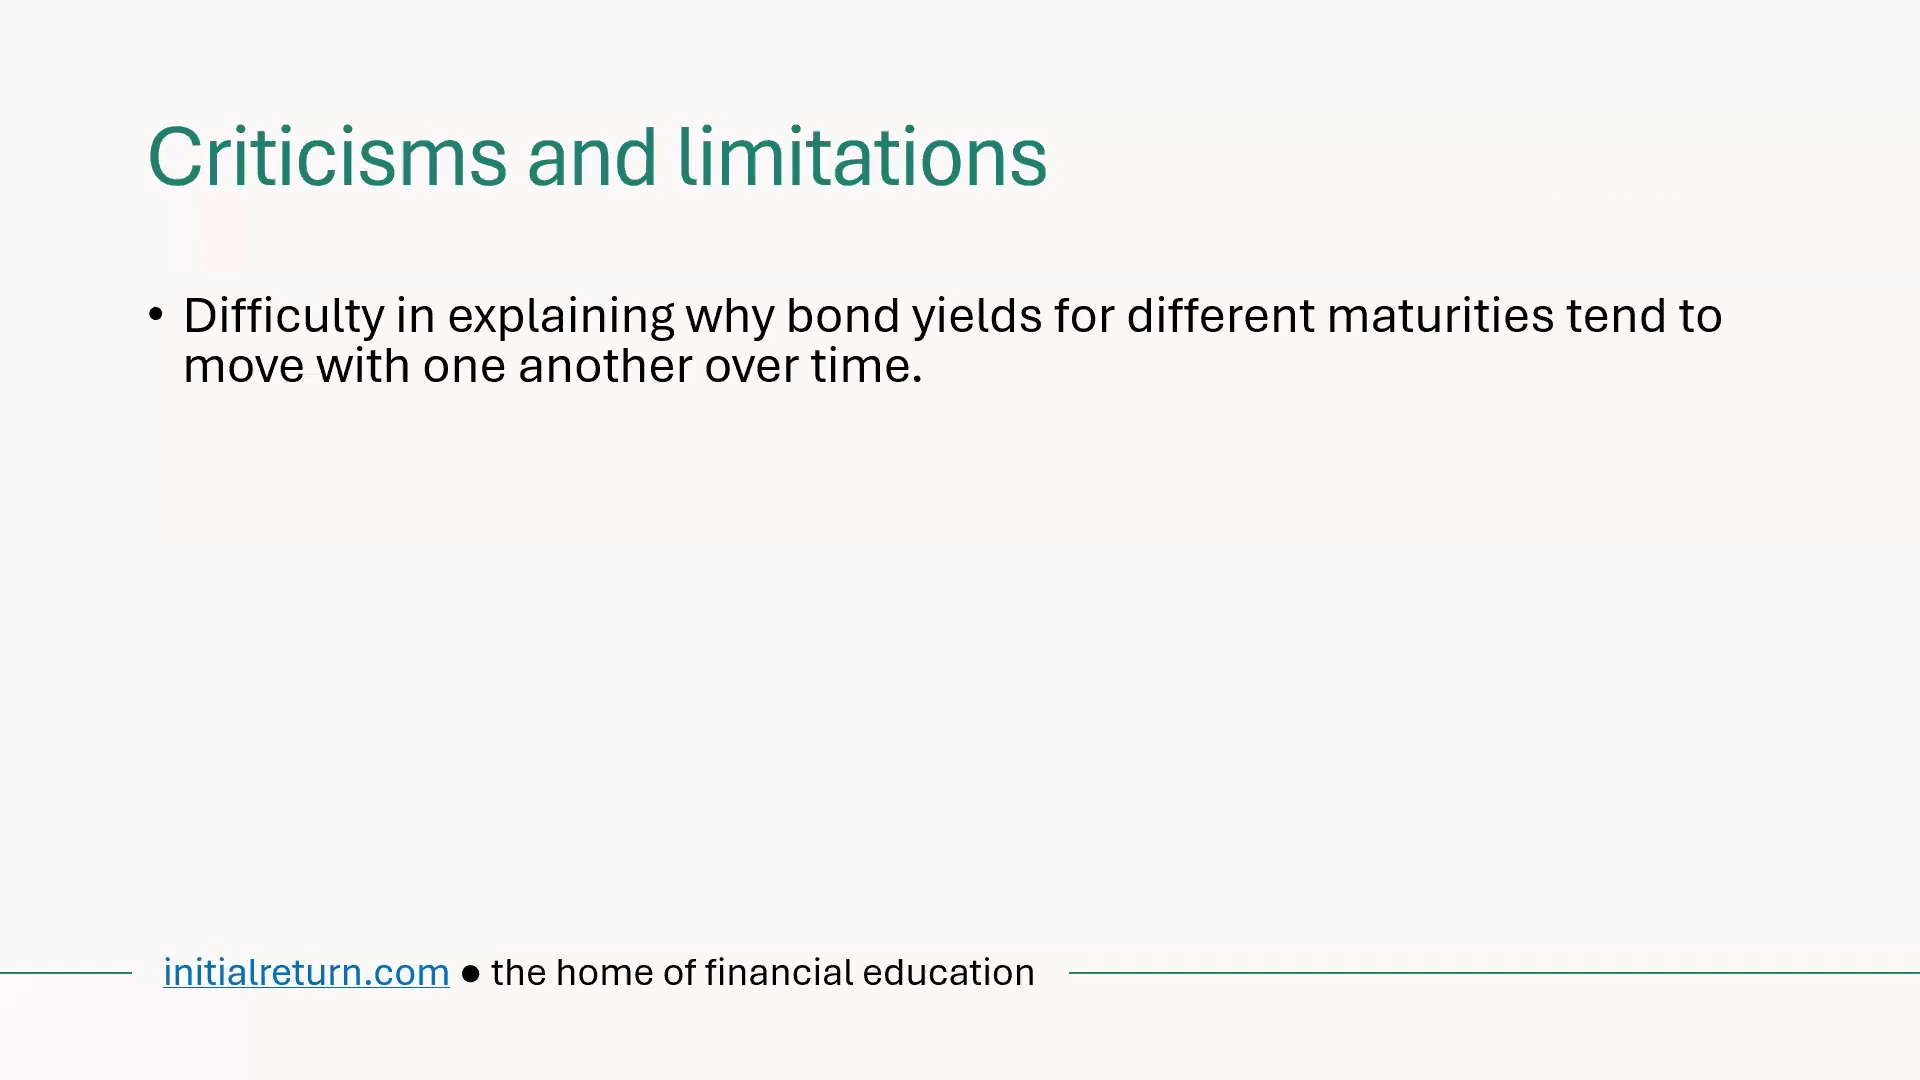 Criticisms and limitations
• Difficulty in explaining why bond yields for different maturities tend to
move with one another over time.
initialreturn.com ● the home of financial education